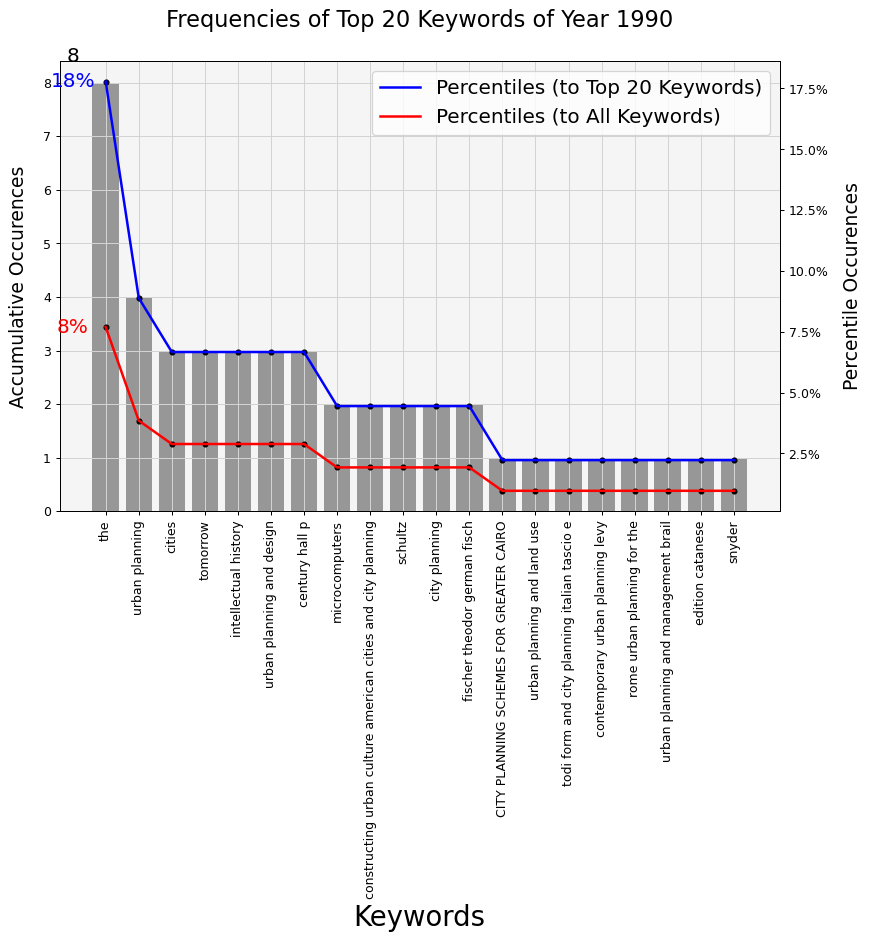 Frequencies of Top 20 Keywords of Year 1990
8
18%
8%
Percentiles (to Top 20 Keywords)
Percentiles (to All Keywords)
Accumulative Occurences
8
7
6
5
4
3
2
1
0
17.5%
15.0%
12.5%
10.0%
7.5%
5.0%
2.5%
Percentile Occurences
the
urban planning
cities
tomorrow
intellectual history
urban planning and design
century hall p
microcomputers
constructing urban culture american cities and city planning
schultz
city planning
fischer theodor german fisch
CITY PLANNING SCHEMES FOR GREATER CAIRO
urban planning and land use
todi form and city planning italian tascio e
contemporary urban planning levy
rome urban planning for the
urban planning and management brail
edition catanese
snyder
Keywords